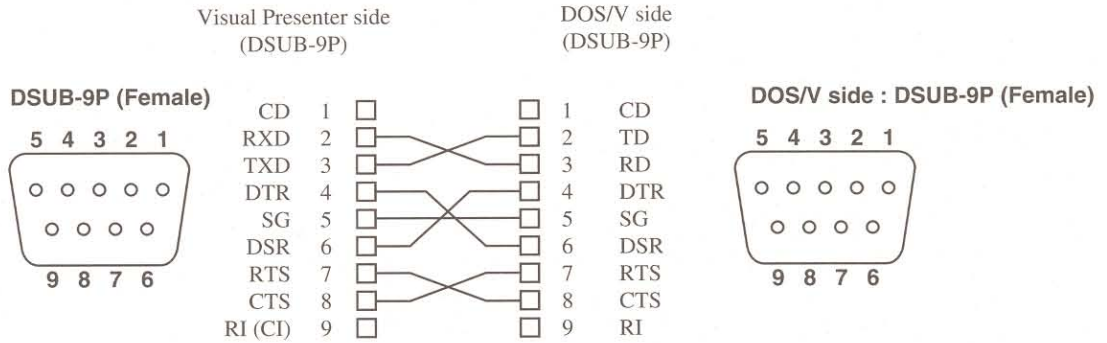 Visual Presenter side
(DSUB-9P)
DOS/V side
(DSUB-9P)
DSUB-9P (Female)
5 4 3 2 1
9 8 7 6
CD 1
RXD 2
TXD 3
DTR 4
SG 5
DSR 6
RTS 7
CTS 8
RI (CI) 9
1 CD
2 TD
3 RD
4 DTR
5 SG
6 DSR
7 RTS
8 CTS
9 RI
DOS/V side : DSUB-9P (Female)
5 4 3 2 1
9 8 7 6